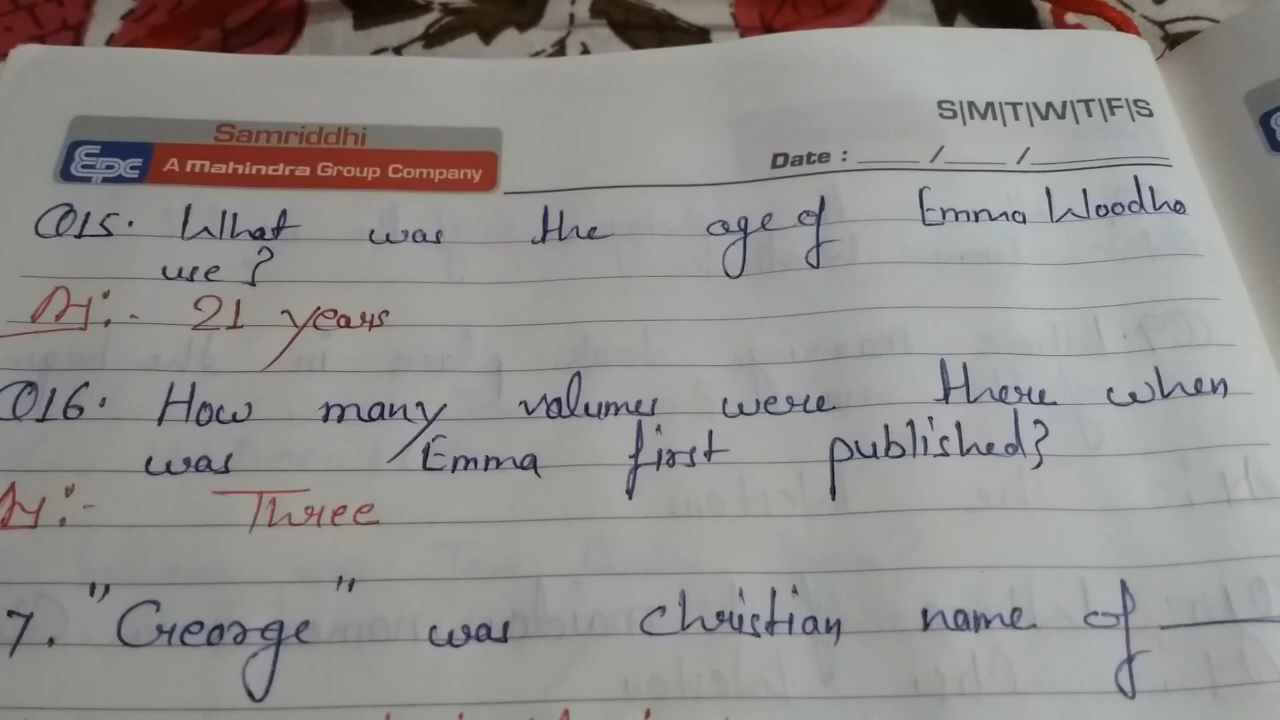 S|M|T|W|T|F|S
Samriddhi
EPC A Mahindra Group Company
Date : ___/___/______
Q15. What was the age of Emma Woodho
use?
21 years
Q16. How many volumes were there when
was Emma first published?
Three
7. "George" was christian name of ____